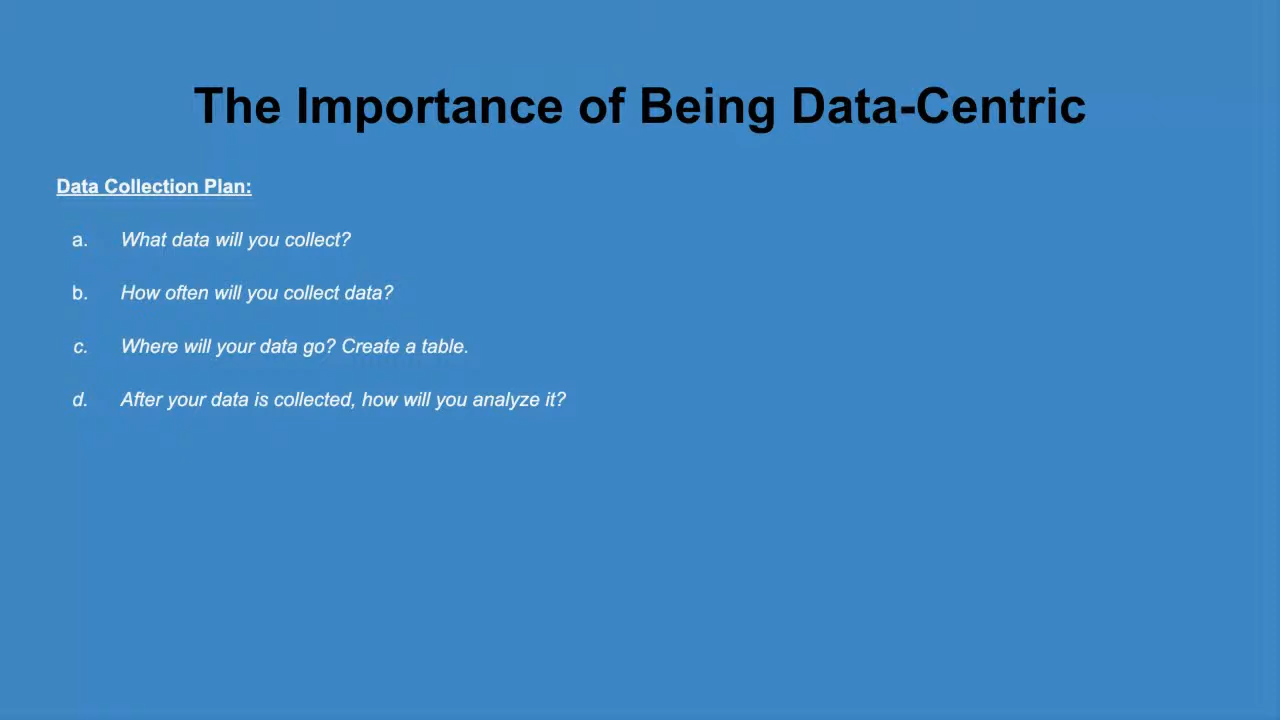 The Importance of Being Data-Centric
Data Collection Plan:
a. What data will you collect?
b. How often will you collect data?
c. Where will your data go? Create a table.
d. After your data is collected, how will you analyze it?